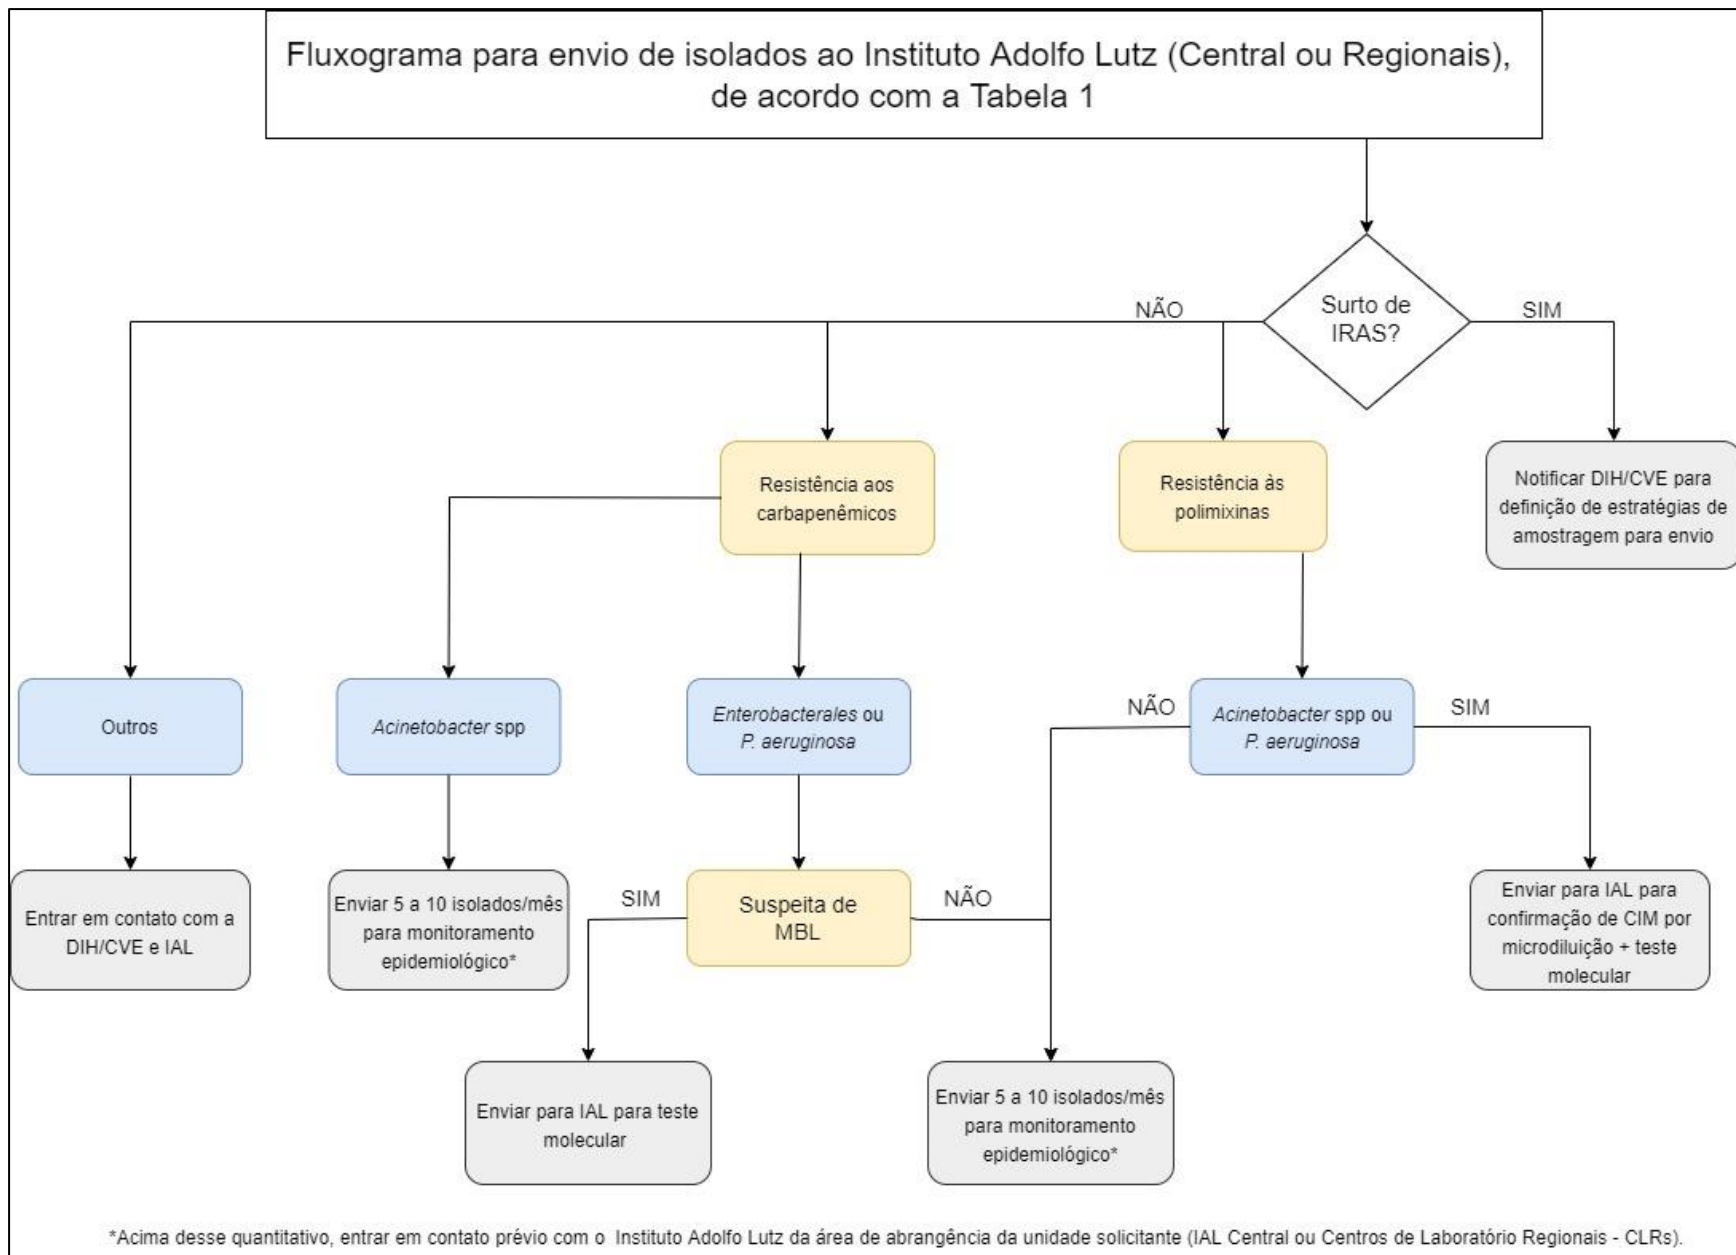 Fluxograma para envio de isolados ao Instituto Adolfo Lutz (Central ou Regionais),
de acordo com a Tabela 1
Surto de
IRAS?
NÃO
SIM
Resistência aos
carbapenêmicos
Resistência às
polimixinas
Notificar DIH/CVE para
definição de estratégias de
amostragem para envio
Outros
Acinetobacter spp
Enterobacterales ou
P. aeruginosa
NÃO
Acinetobacter spp ou
P. aeruginosa
SIM
Entrar em contato com a
DIH/CVE e IAL
Enviar 5 a 10 isolados/mês
para monitoramento
epidemiológico*
SIM
Suspeita de
MBL
NÃO
Enviar para IAL para
confirmação de CIM por
microdiluição + teste
molecular
Enviar para IAL para teste
molecular
Enviar 5 a 10 isolados/mês
para monitoramento
epidemiológico*
*Acima desse quantitativo, entrar em contato prévio com o Instituto Adolfo Lutz da área de abrangência da unidade solicitante (IAL Central ou Centros de Laboratório Regionais - CLRs).